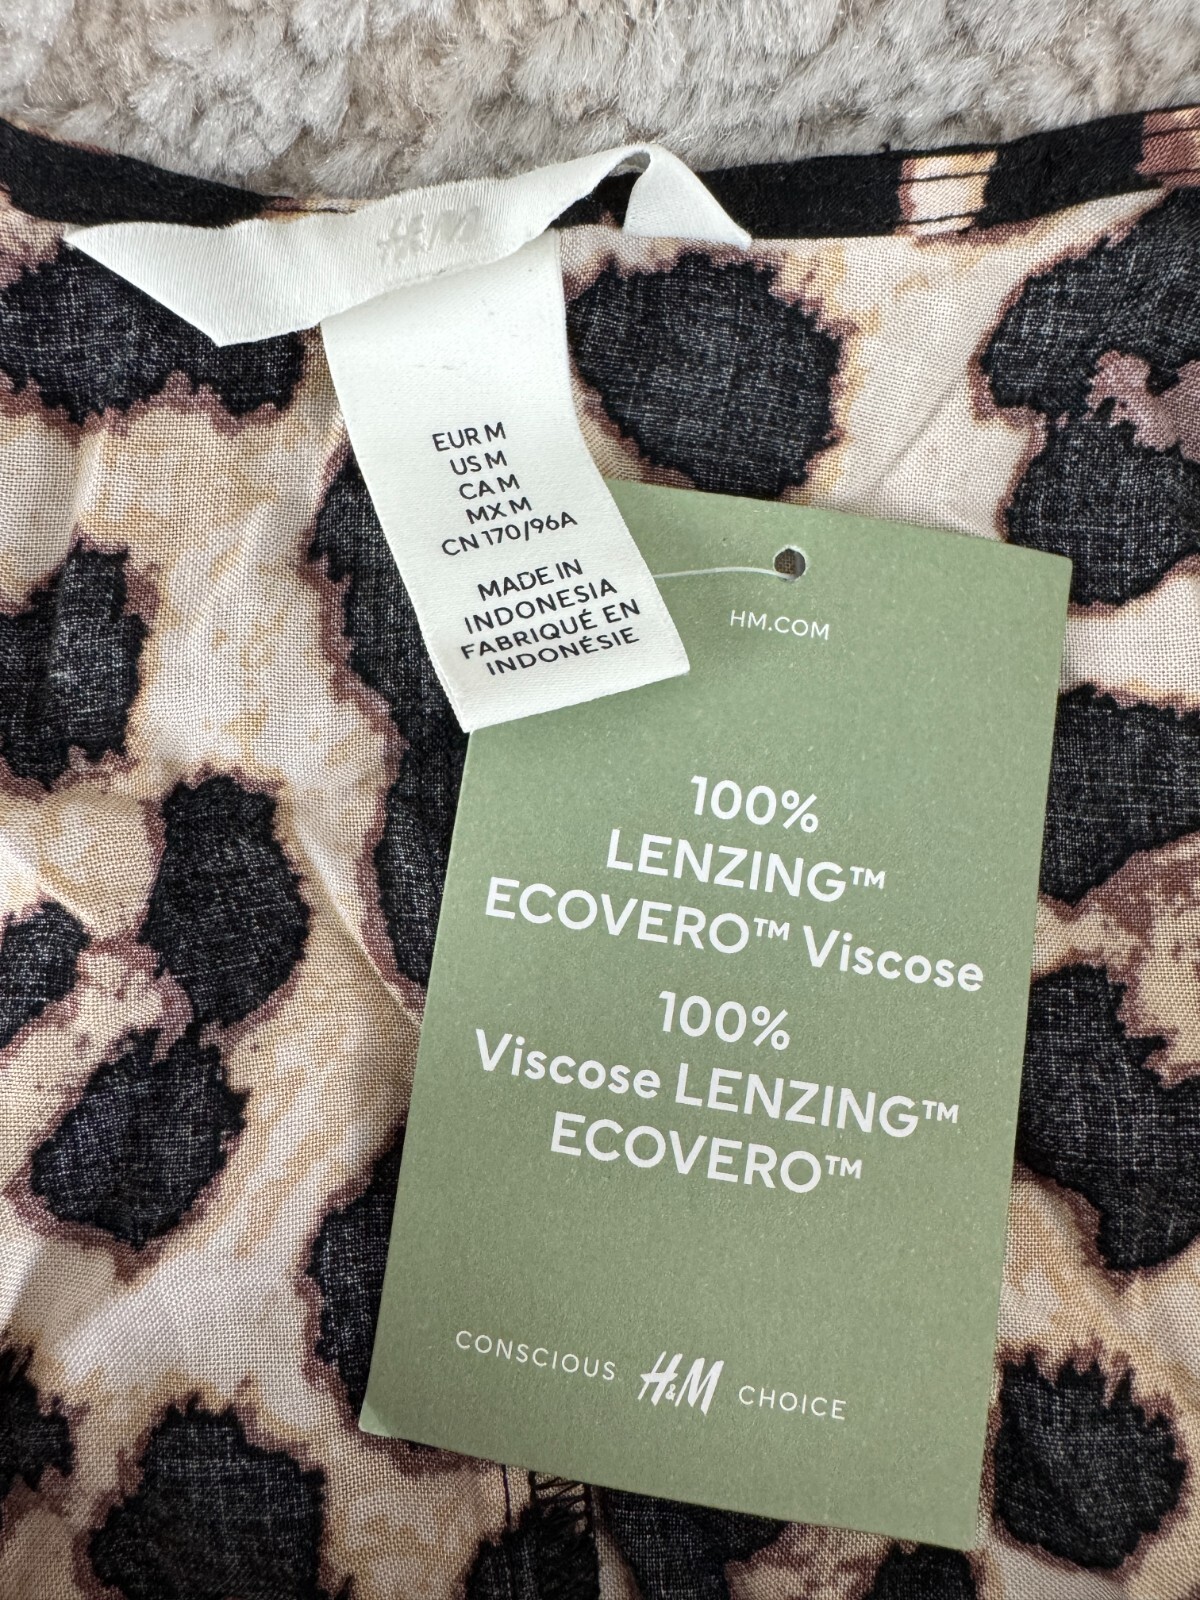 H&M
EUR M
US M
CA M
MX M
CN 170/96A
MADE IN
INDONESIA
FABRIQUÉ EN
INDONÉSIE
HM.COM
100%
LENZING™
ECOVERO™ Viscose
100%
Viscose LENZING™
ECOVERO™
CONSCIOUS H&M CHOICE